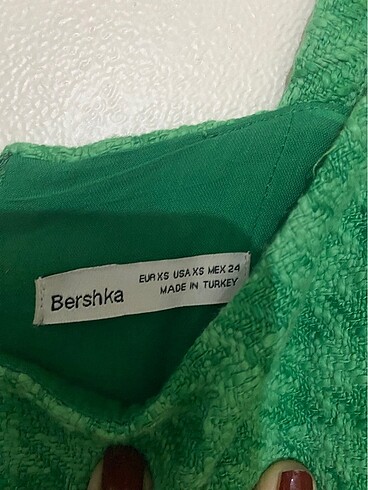 Bershka
EUR XS USA XS MEX 24
MADE IN TURKEY